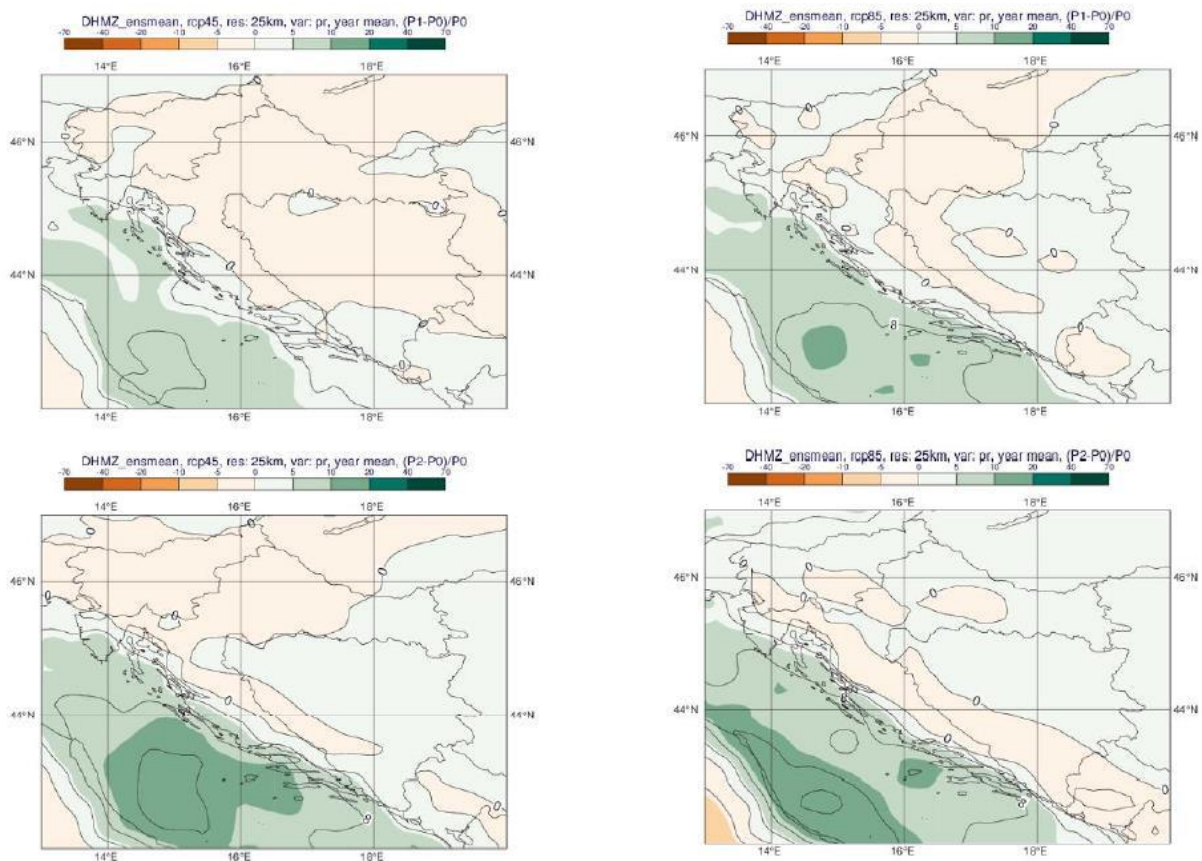 DHMZ_ensmean, rcp45, res: 25km, var: pr, year mean, (P1-P0)/P0
-70 -40 -20 -10 -5 0 5 10 20 40 70
14°E 16°E 18°E
46°N 46°N
44°N 44°N
14°E 16°E 18°E
DHMZ_ensmean, rcp85, res: 25km, var: pr, year mean, (P1-P0)/P0
-70 -40 -20 -10 -5 0 5 10 20 40 70
14°E 16°E 18°E
46°N 46°N
44°N 44°N
8
14°E 16°E 18°E
DHMZ_ensmean, rcp45, res: 25km, var: pr, year mean, (P2-P0)/P0
-70 -40 -20 -10 -5 0 5 10 20 40 70
14°E 16°E 18°E
46°N 46°N
44°N 44°N
8
14°E 16°E 18°E
DHMZ_ensmean, rcp85, res: 25km, var: pr, year mean, (P2-P0)/P0
-70 -40 -20 -10 -5 0 5 10 20 40 70
14°E 16°E 18°E
46°N 46°N
44°N 44°N
8
14°E 16°E 18°E